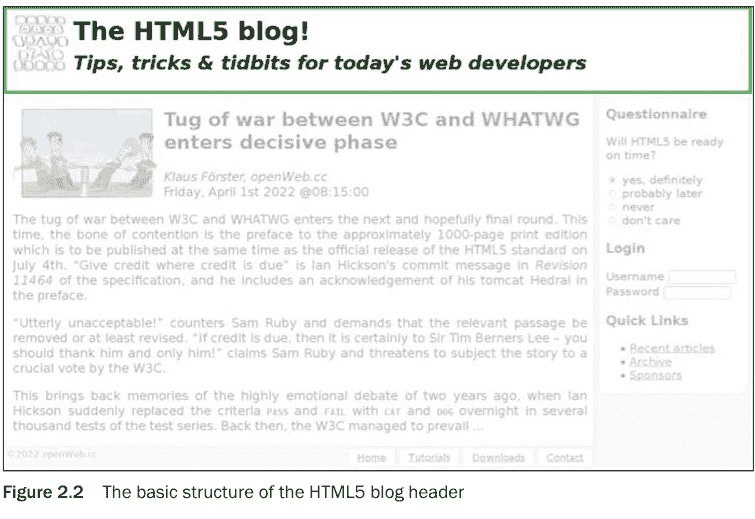 The HTML5 blog!
Tips, tricks & tidbits for today's web developers
Tug of war between W3C and WHATWG
enters decisive phase
Klaus Förster, openWeb.cc
Friday, April 1st 2022 @08:15:00
The tug of war between W3C and WHATWG enters the next and hopefully final round. This
time, the bone of contention is the preface to the approximately 1000-page print edition
which is to be published at the same time as the official release of the HTML5 standard on
July 4th. “Give credit where credit is due” is Ian Hickson's commit message in Revision
11464 of the specification, and he includes an acknowledgement of his tomcat Hedral in
the preface.
“Utterly unacceptable!” counters Sam Ruby and demands that the relevant passage be
removed or at least revised. “If credit is due, then it is certainly to Sir Tim Berners Lee – you
should thank him and only him!” claims Sam Ruby and threatens to subject the story to a
crucial vote by the W3C.
This brings back memories of the highly emotional debate of two years ago, when Ian
Hickson suddenly replaced the criteria PASS and FAIL with CAT and DOG overnight in several
thousand tests of the test series. Back then, the W3C managed to prevail ...
Questionnaire
Will HTML5 be ready
on time?
yes, definitely
probably later
never
don't care
Login
Username
Password
Quick Links
Recent articles
Archive
Sponsors
©2022 openWeb.cc
Home Tutorials Downloads Contact
Figure 2.2 The basic structure of the HTML5 blog header